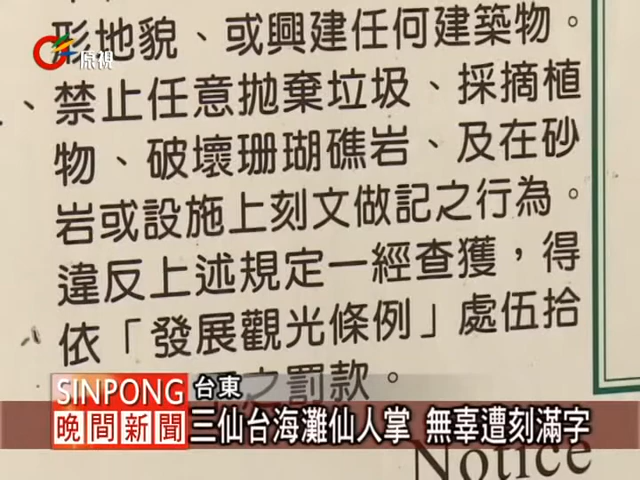 形地貌、或興建任何建築物。
原視
、禁止任意拋棄垃圾、採摘植
物、破壞珊瑚礁岩、及在砂
岩或設施上刻文做記之行為。
違反上述規定一經查獲，得
依「發展觀光條例」處伍拾
之罰款。
SINPONG
台東
晚間新聞
三仙台海灘仙人掌 無辜遭刻滿字
Notice